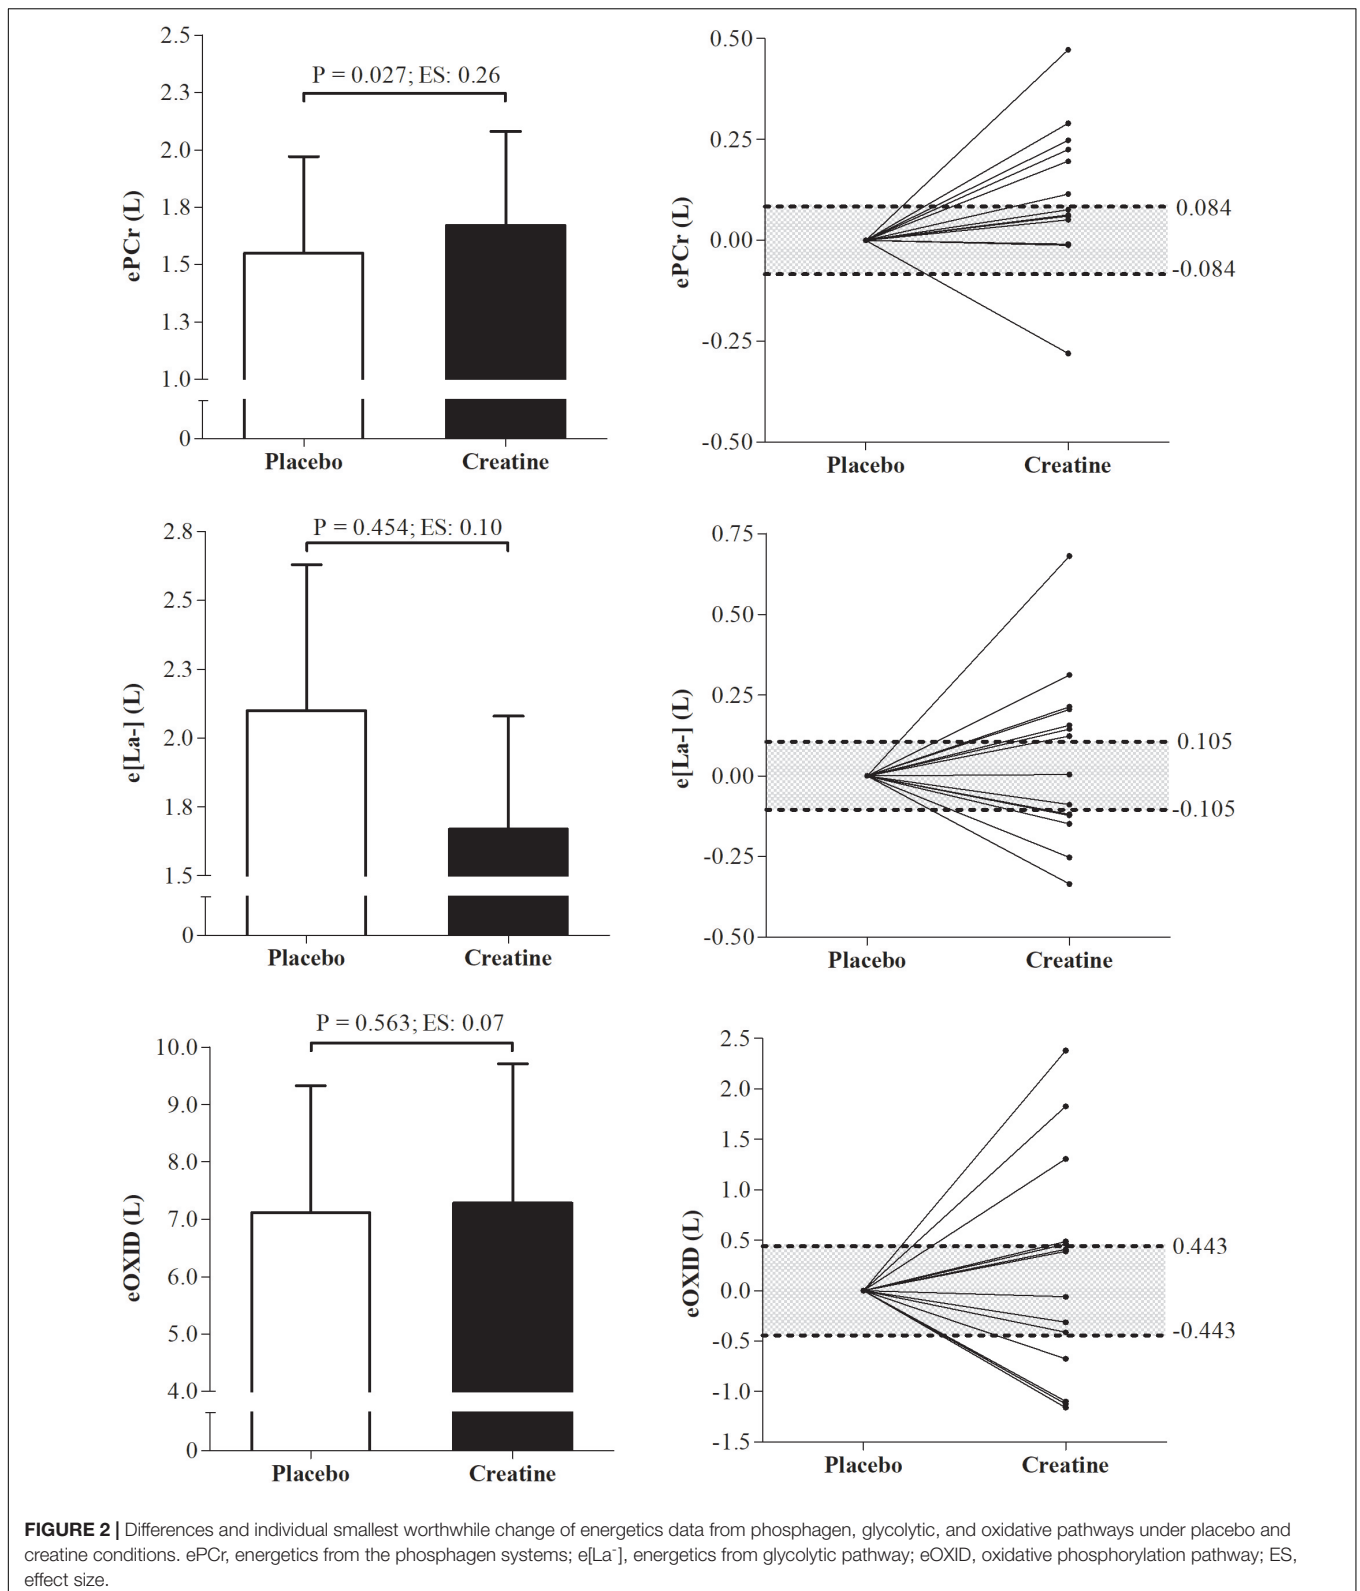 2.5
P = 0.027; ES: 0.26
2.3
2.0
1.8
1.5
1.3
1.0
0
ePCr (L)
Placebo
Creatine
0.50
0.25
0.00
-0.25
-0.50
ePCr (L)
0.084
-0.084
Placebo
Creatine
2.8
P = 0.454; ES: 0.10
2.5
2.3
2.0
1.8
1.5
0
e[La-] (L)
Placebo
Creatine
0.75
0.50
0.25
0.00
-0.25
-0.50
e[La-] (L)
0.105
-0.105
Placebo
Creatine
P = 0.563; ES: 0.07
10.0
9.0
8.0
7.0
6.0
5.0
4.0
0
eOXID (L)
Placebo
Creatine
2.5
2.0
1.5
1.0
0.5
0.0
-0.5
-1.0
-1.5
eOXID (L)
0.443
-0.443
Placebo
Creatine
FIGURE 2 | Differences and individual smallest worthwhile change of energetics data from phosphagen, glycolytic, and oxidative pathways under placebo and
creatine conditions. ePCr, energetics from the phosphagen systems; e[La⁻], energetics from glycolytic pathway; eOXID, oxidative phosphorylation pathway; ES,
effect size.